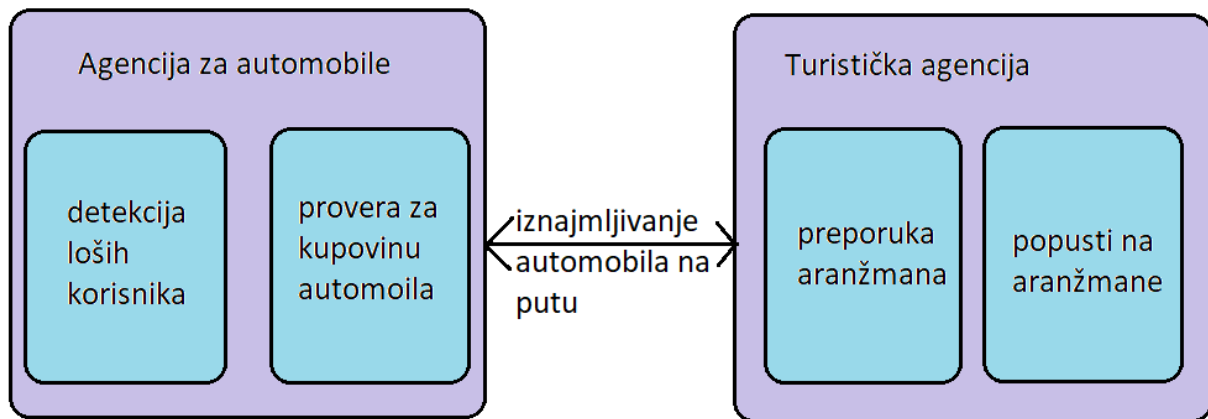 Agencija za automobile
detekcija
loših
korisnika
provera za
kupovinu
automoila
iznajmljivanje
automobila na
putu
Turistička agencija
preporuka
aranžmana
popusti na
aranžmane